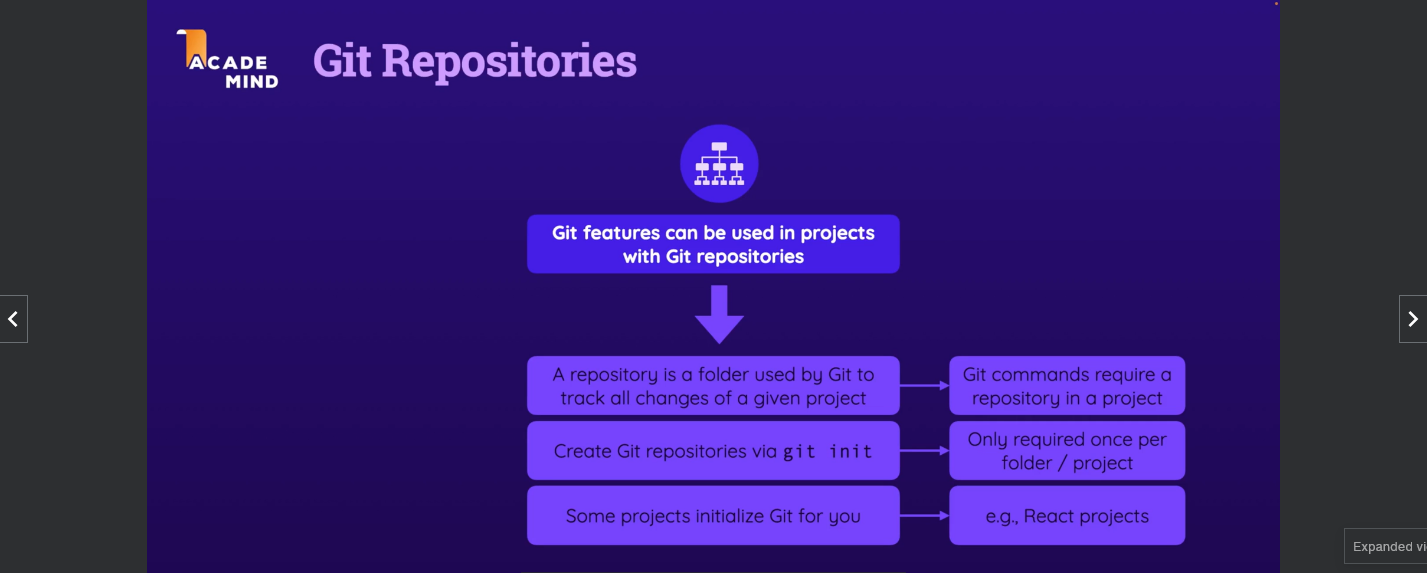 ACADE
MIND
Git Repositories
Git features can be used in projects
with Git repositories
A repository is a folder used by Git to
track all changes of a given project
Git commands require a
repository in a project
Create Git repositories via git init
Only required once per
folder / project
Some projects initialize Git for you
e.g., React projects
Expanded vi